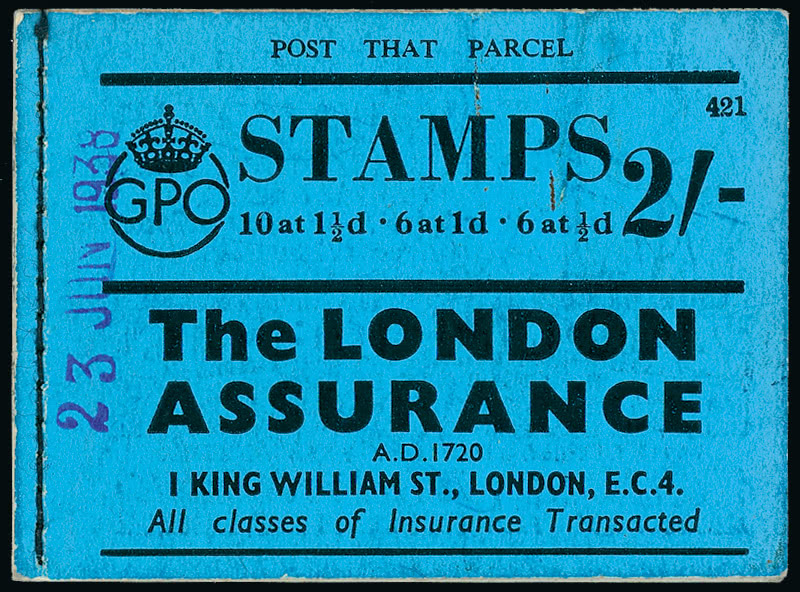 POST THAT PARCEL
421
STAMPS 2/-
GPO
10 at 1½d · 6 at 1d · 6 at ½d
The LONDON
ASSURANCE
A.D.1720
1 KING WILLIAM ST., LONDON, E.C.4.
All classes of Insurance Transacted
23 JUN 1938